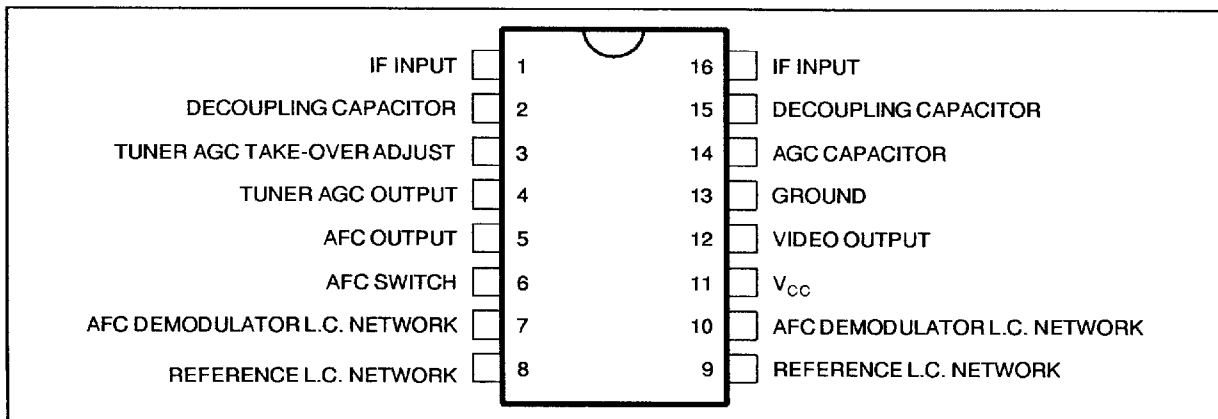 IF INPUT 1 16 IF INPUT
DECOUPLING CAPACITOR 2 15 DECOUPLING CAPACITOR
TUNER AGC TAKE-OVER ADJUST 3 14 AGC CAPACITOR
TUNER AGC OUTPUT 4 13 GROUND
AFC OUTPUT 5 12 VIDEO OUTPUT
AFC SWITCH 6 11 VCC
AFC DEMODULATOR L.C. NETWORK 7 10 AFC DEMODULATOR L.C. NETWORK
REFERENCE L.C. NETWORK 8 9 REFERENCE L.C. NETWORK